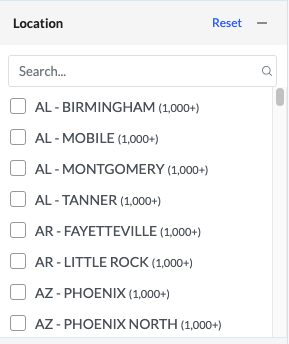 Location Reset
Search...
AL - BIRMINGHAM (1,000+)
AL - MOBILE (1,000+)
AL - MONTGOMERY (1,000+)
AL - TANNER (1,000+)
AR - FAYETTEVILLE (1,000+)
AR - LITTLE ROCK (1,000+)
AZ - PHOENIX (1,000+)
AZ - PHOENIX NORTH (1,000+)